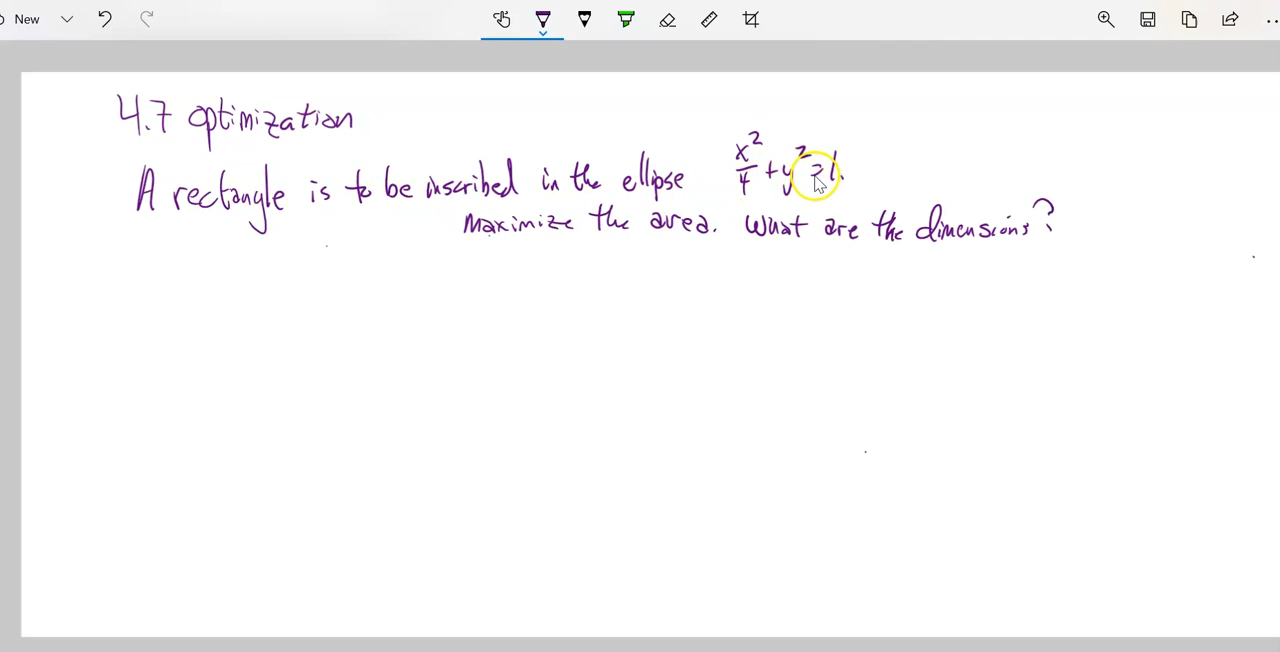 New
4.7 optimization
A rectangle is to be inscribed in the ellipse x²/4 + y² = 1.
maximize the area. What are the dimensions?